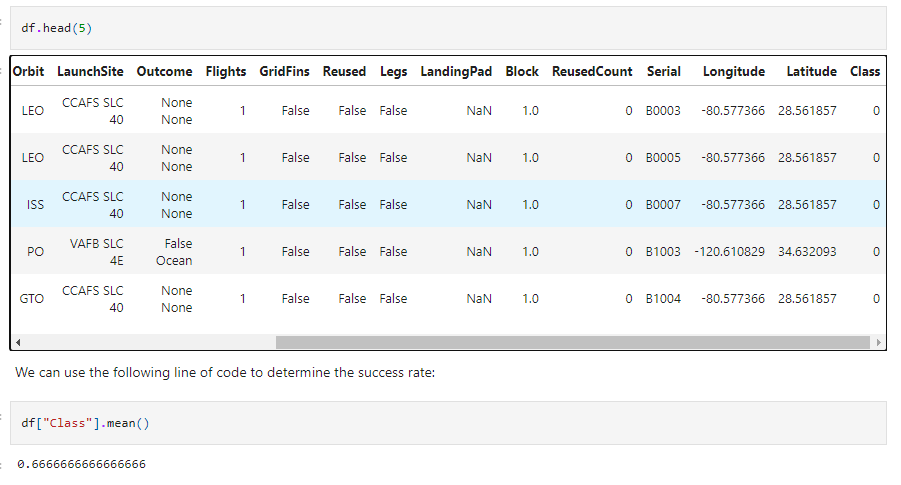 df.head(5)
Orbit LaunchSite Outcome Flights GridFins Reused Legs LandingPad Block ReusedCount Serial Longitude Latitude Class
LEO CCAFS SLC 40 None None 1 False False False NaN 1.0 0 B0003 -80.577366 28.561857 0
LEO CCAFS SLC 40 None None 1 False False False NaN 1.0 0 B0005 -80.577366 28.561857 0
ISS CCAFS SLC 40 None None 1 False False False NaN 1.0 0 B0007 -80.577366 28.561857 0
PO VAFB SLC 4E False Ocean 1 False False False NaN 1.0 0 B1003 -120.610829 34.632093 0
GTO CCAFS SLC 40 None None 1 False False False NaN 1.0 0 B1004 -80.577366 28.561857 0
We can use the following line of code to determine the success rate:
df["Class"].mean()
0.6666666666666666